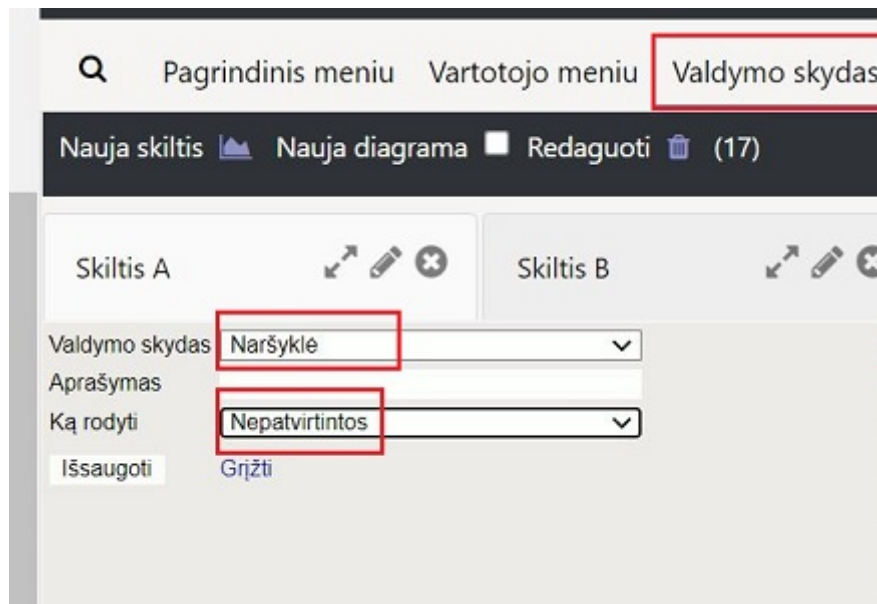 Pagrindinis meniu Vartotojo meniu Valdymo skydas
Nauja skiltis Nauja diagrama Redaguoti (17)
Skiltis A Skiltis B
Valdymo skydas Naršyklė
Aprašymas
Ką rodyti Nepatvirtintos
Išsaugoti Grįžti